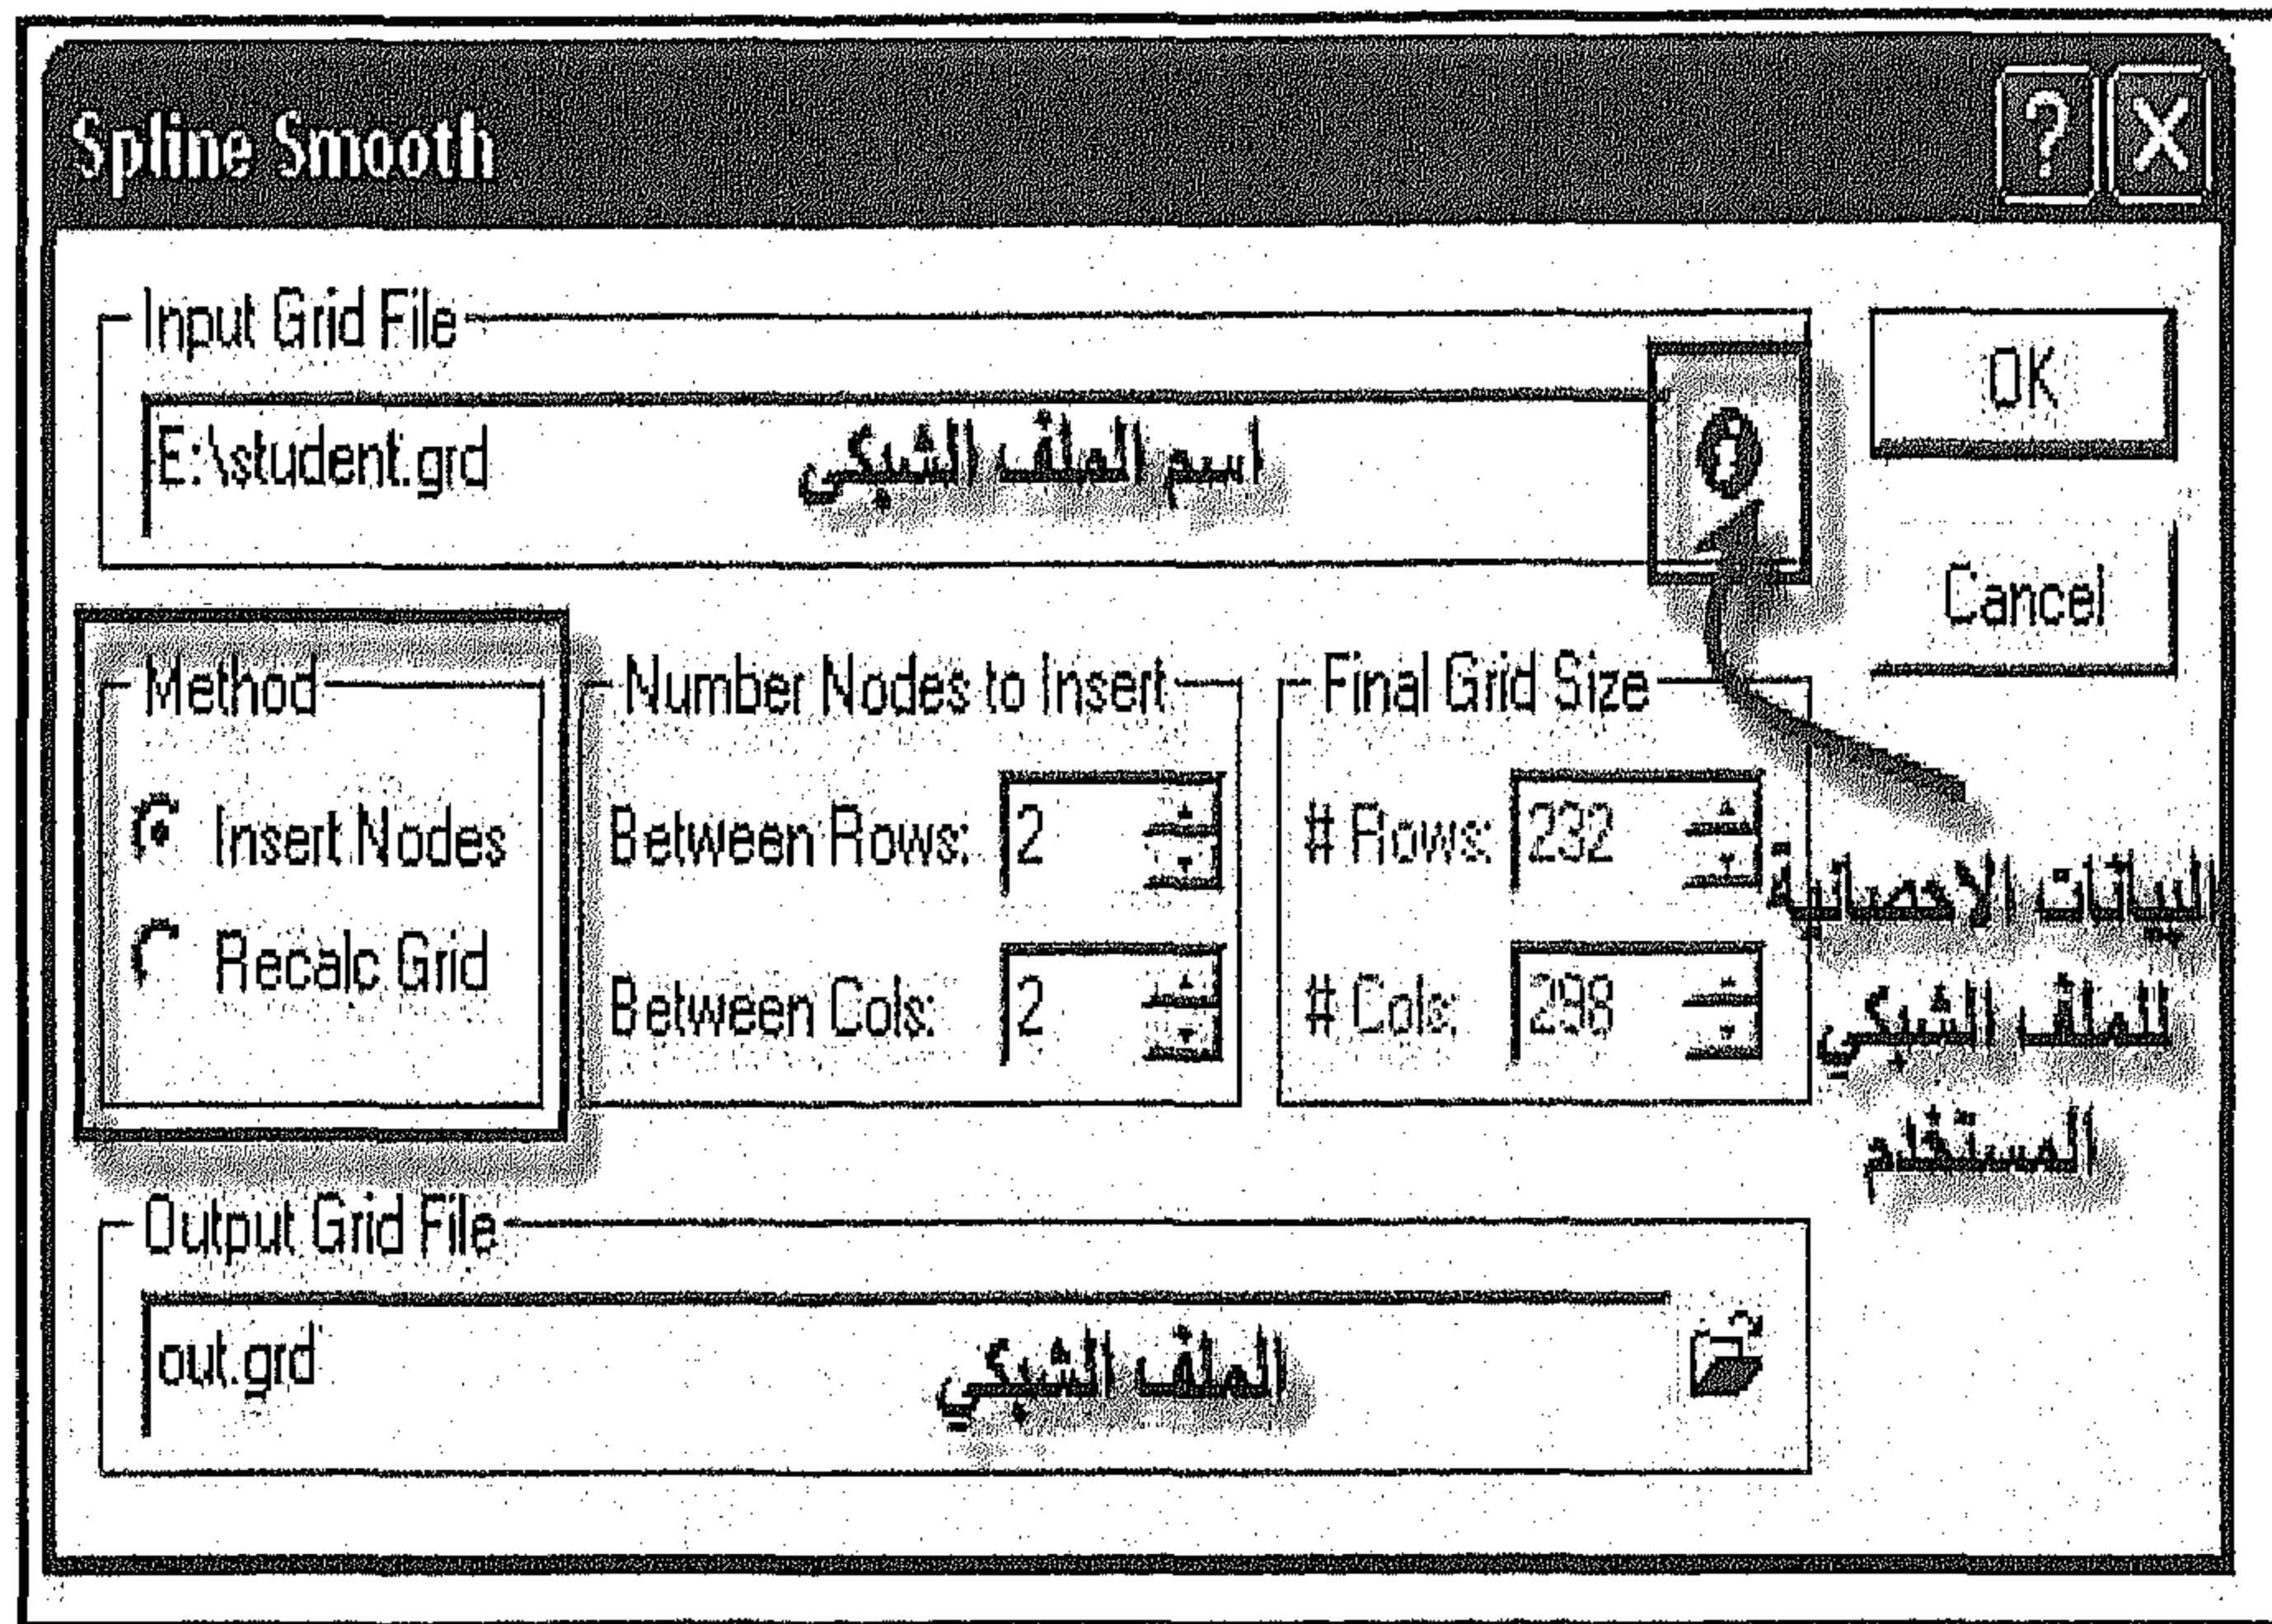 Spline Smooth
Input Grid File
E:\student.grd
اسم الملف الشبكي
OK
Cancel
Method
Insert Nodes
Recalc Grid
Number Nodes to Insert
Between Rows: 2
Between Cols: 2
Final Grid Size
# Rows: 232
# Cols: 298
البيانات الاحصائية
للملف الشبكي
المستخدم
Output Grid File
out.grd
الملف الشبكي